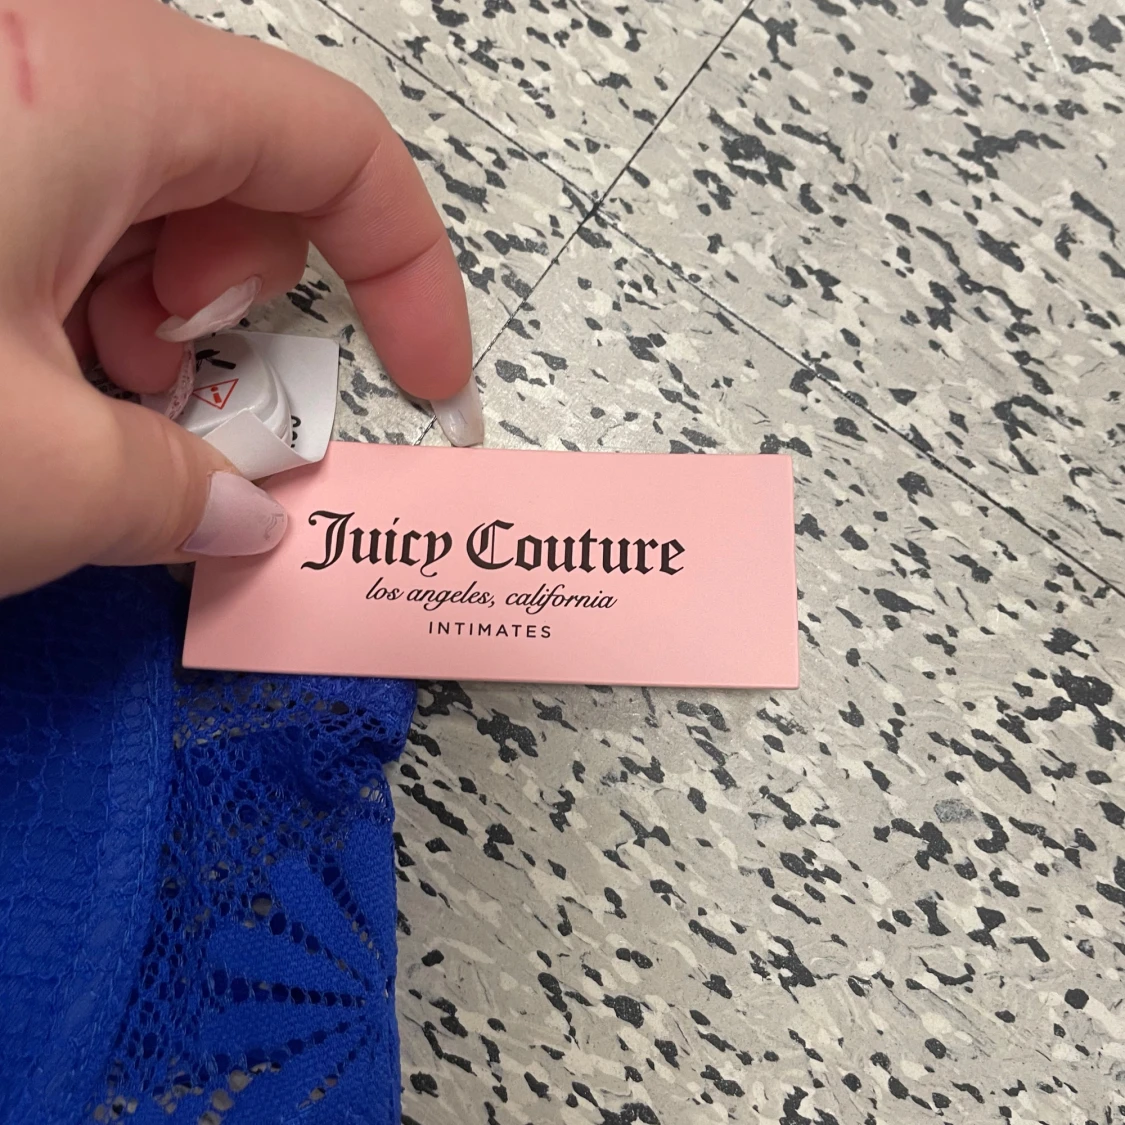 Juicy Couture
los angeles, california
INTIMATES